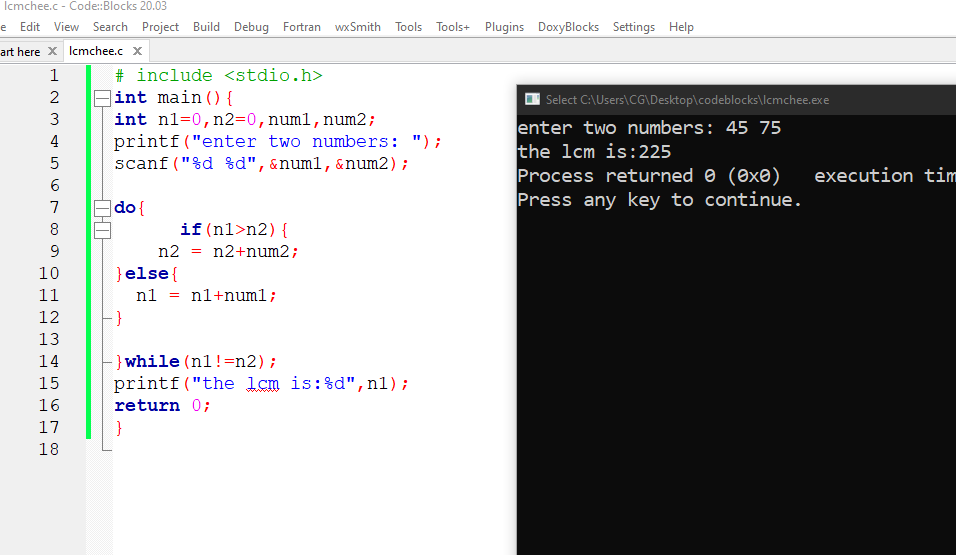 lcmchee.c - Code::Blocks 20.03
e Edit View Search Project Build Debug Fortran wxSmith Tools Tools+ Plugins DoxyBlocks Settings Help
art here lcmchee.c
1 # include <stdio.h>
2 int main(){
3 int n1=0,n2=0,num1,num2;
4 printf("enter two numbers: ");
5 scanf("%d %d",&num1,&num2);
6
7 do{
8 if(n1>n2){
9 n2 = n2+num2;
10 }else{
11 n1 = n1+num1;
12 }
13
14 }while(n1!=n2);
15 printf("the lcm is:%d",n1);
16 return 0;
17 }
18
Select C:\Users\CG\Desktop\codeblocks\lcmchee.exe
enter two numbers: 45 75
the lcm is:225
Process returned 0 (0x0) execution tim
Press any key to continue.